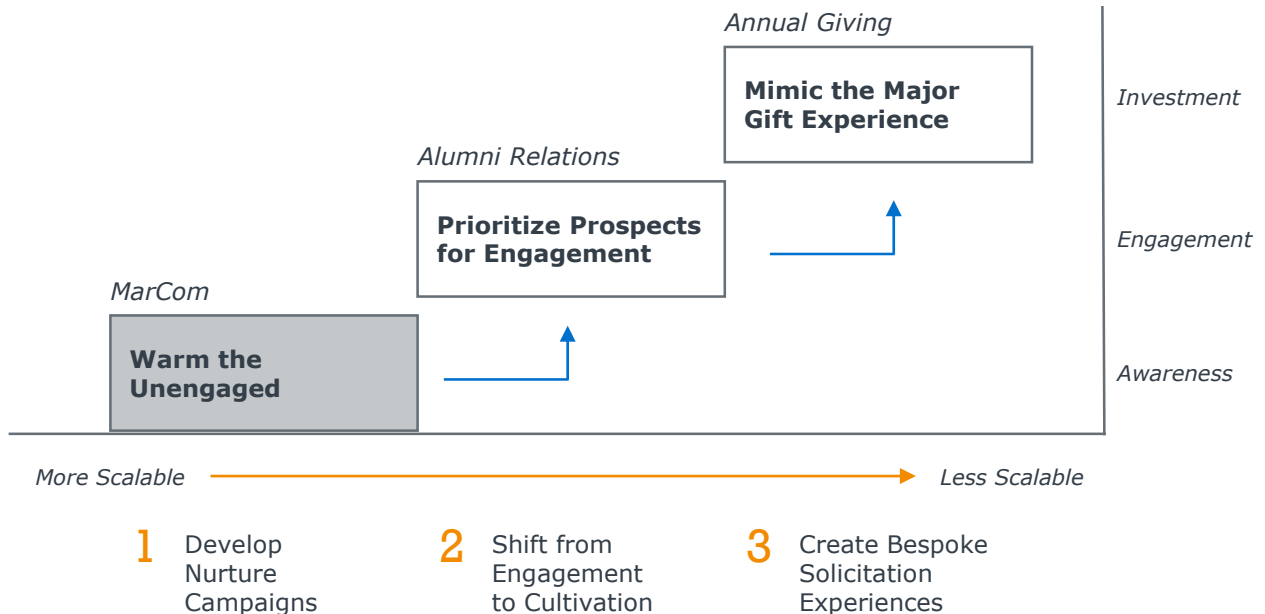 Annual Giving
Mimic the Major
Gift Experience
Investment
Alumni Relations
Prioritize Prospects
for Engagement
Engagement
MarCom
Warm the
Unengaged
Awareness
More Scalable
Less Scalable
1 Develop
Nurture
Campaigns
2 Shift from
Engagement
to Cultivation
3 Create Bespoke
Solicitation
Experiences